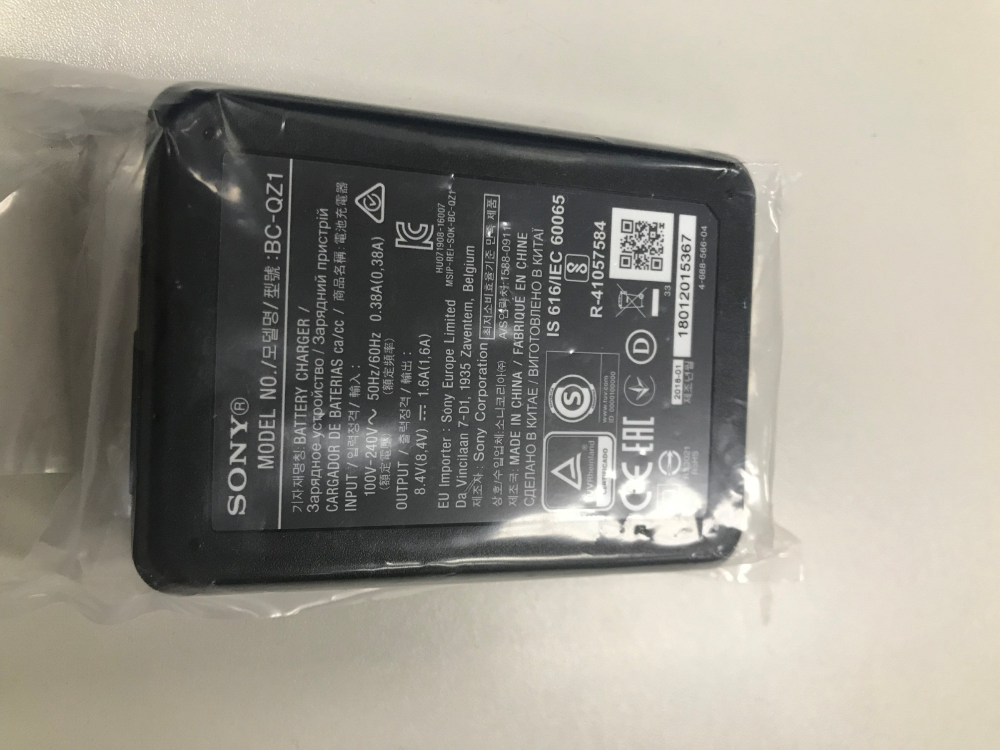 SONY®
MODEL NO./모델명/型號:BC-QZ1
기자재명칭: BATTERY CHARGER /
Зарядное устройство / Зарядний пристрій
CARGADOR DE BATERIAS ca/cc / 商品名稱: 電池充電器
INPUT / 입력정격 / 輸入 :
100V-240V~ 50Hz/60Hz 0.38A(0,38A)
(額定電壓) (額定頻率)
OUTPUT / 출력정격 / 輸出 :
8.4V(8,4V) ⎓ 1.6A(1,6A)
HU071908-16007
MSIP-REI-SOK-BC-QZ1
EU Importer : Sony Europe Limited
Da Vincilaan 7-D1, 1935 Zaventem, Belgium
제조자: Sony Corporation 최저소비효율기준 만족 제품
상호/수입업체:소니코리아㈜ A/S연락처:1588-0911
제조국: MADE IN CHINA / FABRIQUÉ EN CHINE
СДЕЛАНО В КИТАЕ / ВИГОТОВЛЕНО В КИТАЇ
IS 616/IEC 60065
R-41057584
TÜVRheinland®
CERTIFICADO
S
www.tuv.com
ID 0000100000
CE EAC D
33
R33021
RoHS
2018-01
제조년월
18012015367
4-688-566-04